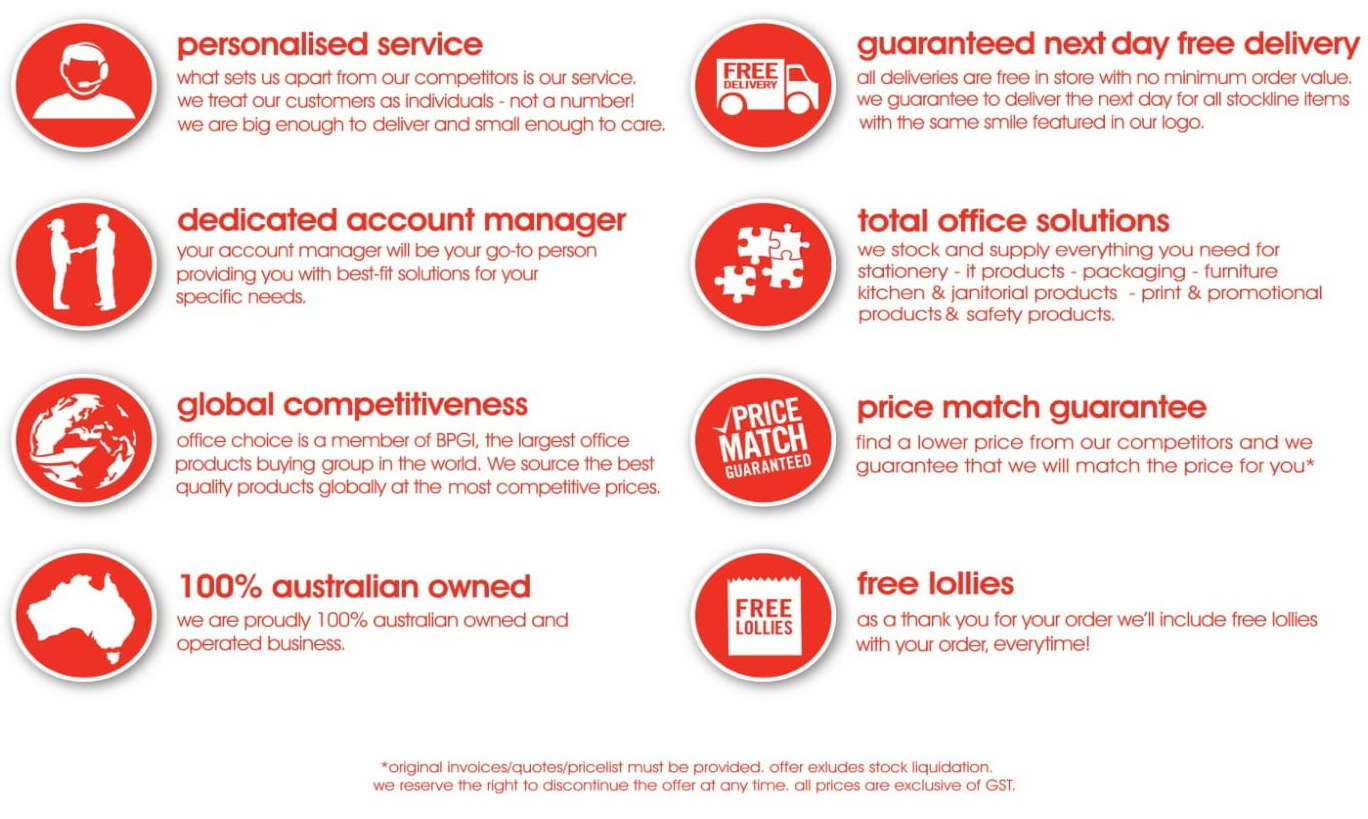 personalised service
what sets us apart from our competitors is our service.
we treat our customers as individuals - not a number!
we are big enough to deliver and small enough to care.
FREE
DELIVERY
guaranteed next day free delivery
all deliveries are free in store with no minimum order value.
we guarantee to deliver the next day for all stockline items
with the same smile featured in our logo.
dedicated account manager
your account manager will be your go-to person
providing you with best-fit solutions for your
specific needs.
total office solutions
we stock and supply everything you need for
stationery - it products - packaging - furniture
kitchen & janitorial products - print & promotional
products & safety products.
global competitiveness
office choice is a member of BPGI, the largest office
products buying group in the world. We source the best
quality products globally at the most competitive prices.
PRICE
MATCH
GUARANTEED
price match guarantee
find a lower price from our competitors and we
guarantee that we will match the price for you*
100% australian owned
we are proudly 100% australian owned and
operated business.
FREE
LOLLIES
free lollies
as a thank you for your order we'll include free lollies
with your order, everytime!
*original invoices/quotes/pricelist must be provided. offer exludes stock liquidation.
we reserve the right to discontinue the offer at any time. all prices are exclusive of GST.